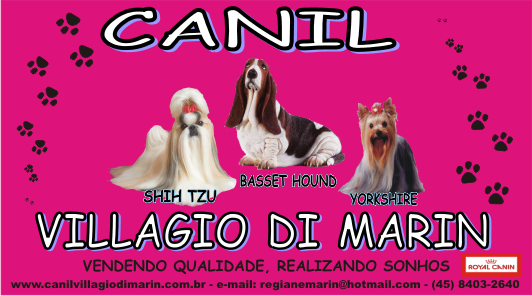 CANIL
BASSET HOUND
SHIH TZU
YORKSHIRE
VILLAGIO DI MARIN
VENDENDO QUALIDADE, REALIZANDO SONHOS
ROYAL CANIN
www.canilvillagiodimarin.com.br - e-mail: regianemarin@hotmail.com - (45) 8403-2640